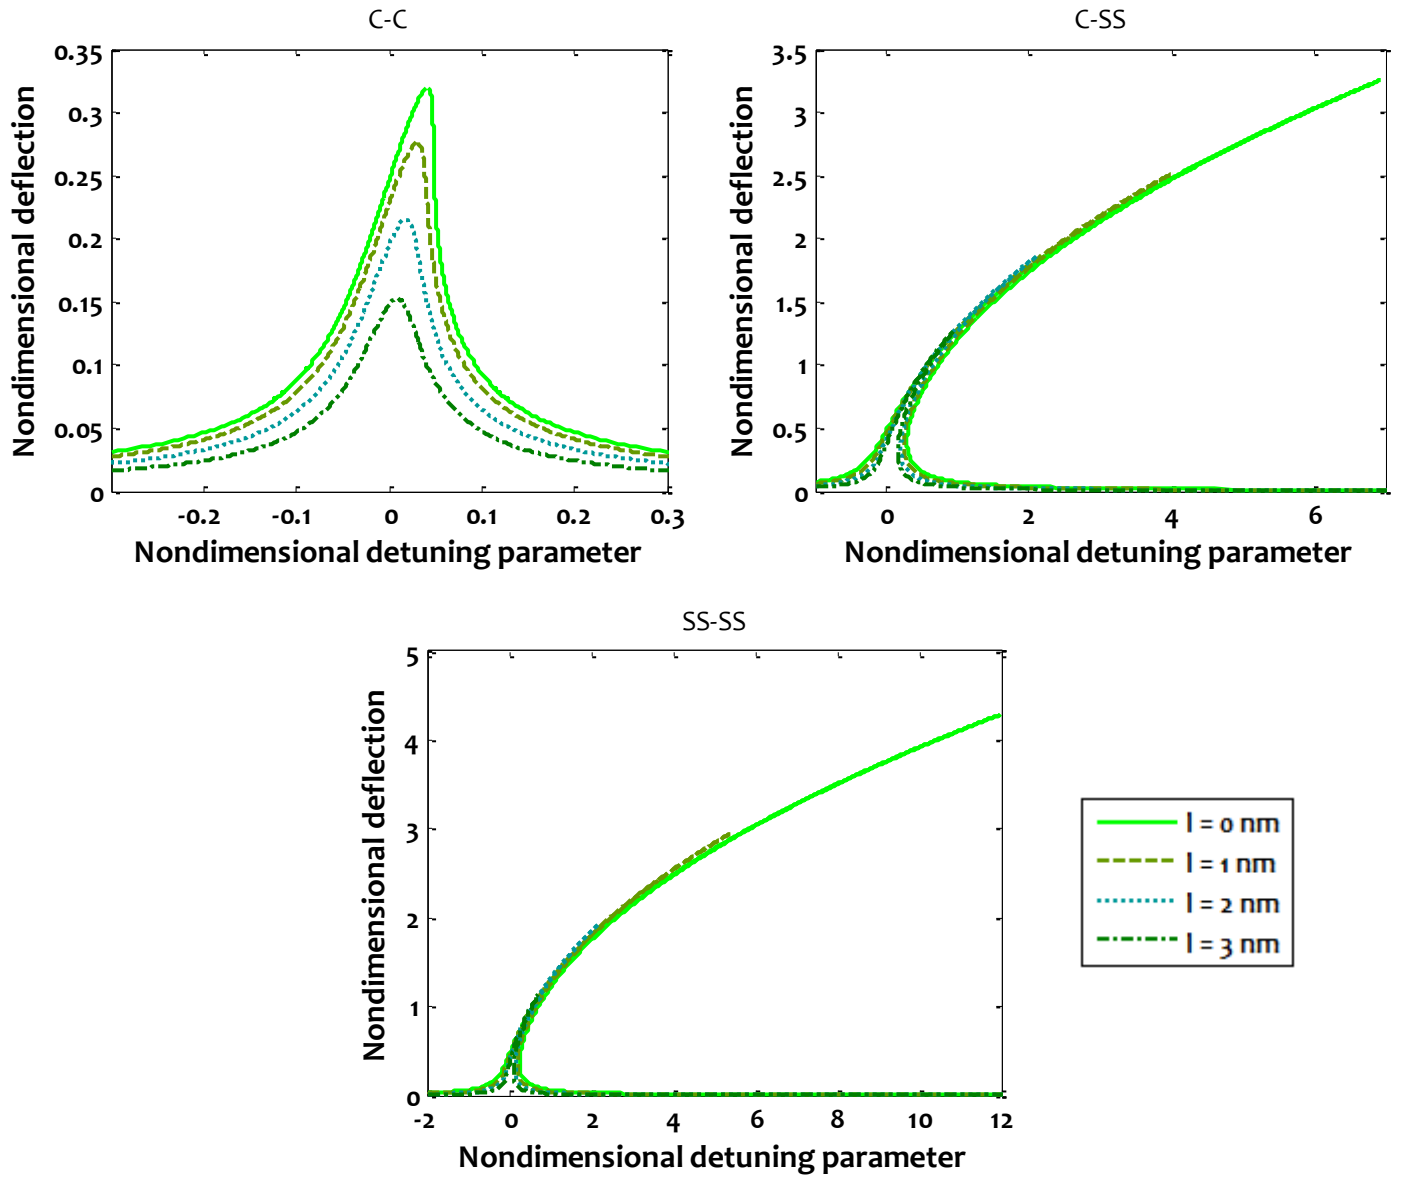 C-C
0.35
0.3
0.25
0.2
0.15
0.1
0.05
0
-0.2 -0.1 0 0.1 0.2 0.3
Nondimensional deflection
Nondimensional detuning parameter
C-SS
3.5
3
2.5
2
1.5
1
0.5
0
0 2 4 6
Nondimensional deflection
Nondimensional detuning parameter
SS-SS
5
4
3
2
1
0
-2 0 2 4 6 8 10 12
Nondimensional deflection
Nondimensional detuning parameter
l = 0 nm
l = 1 nm
l = 2 nm
l = 3 nm